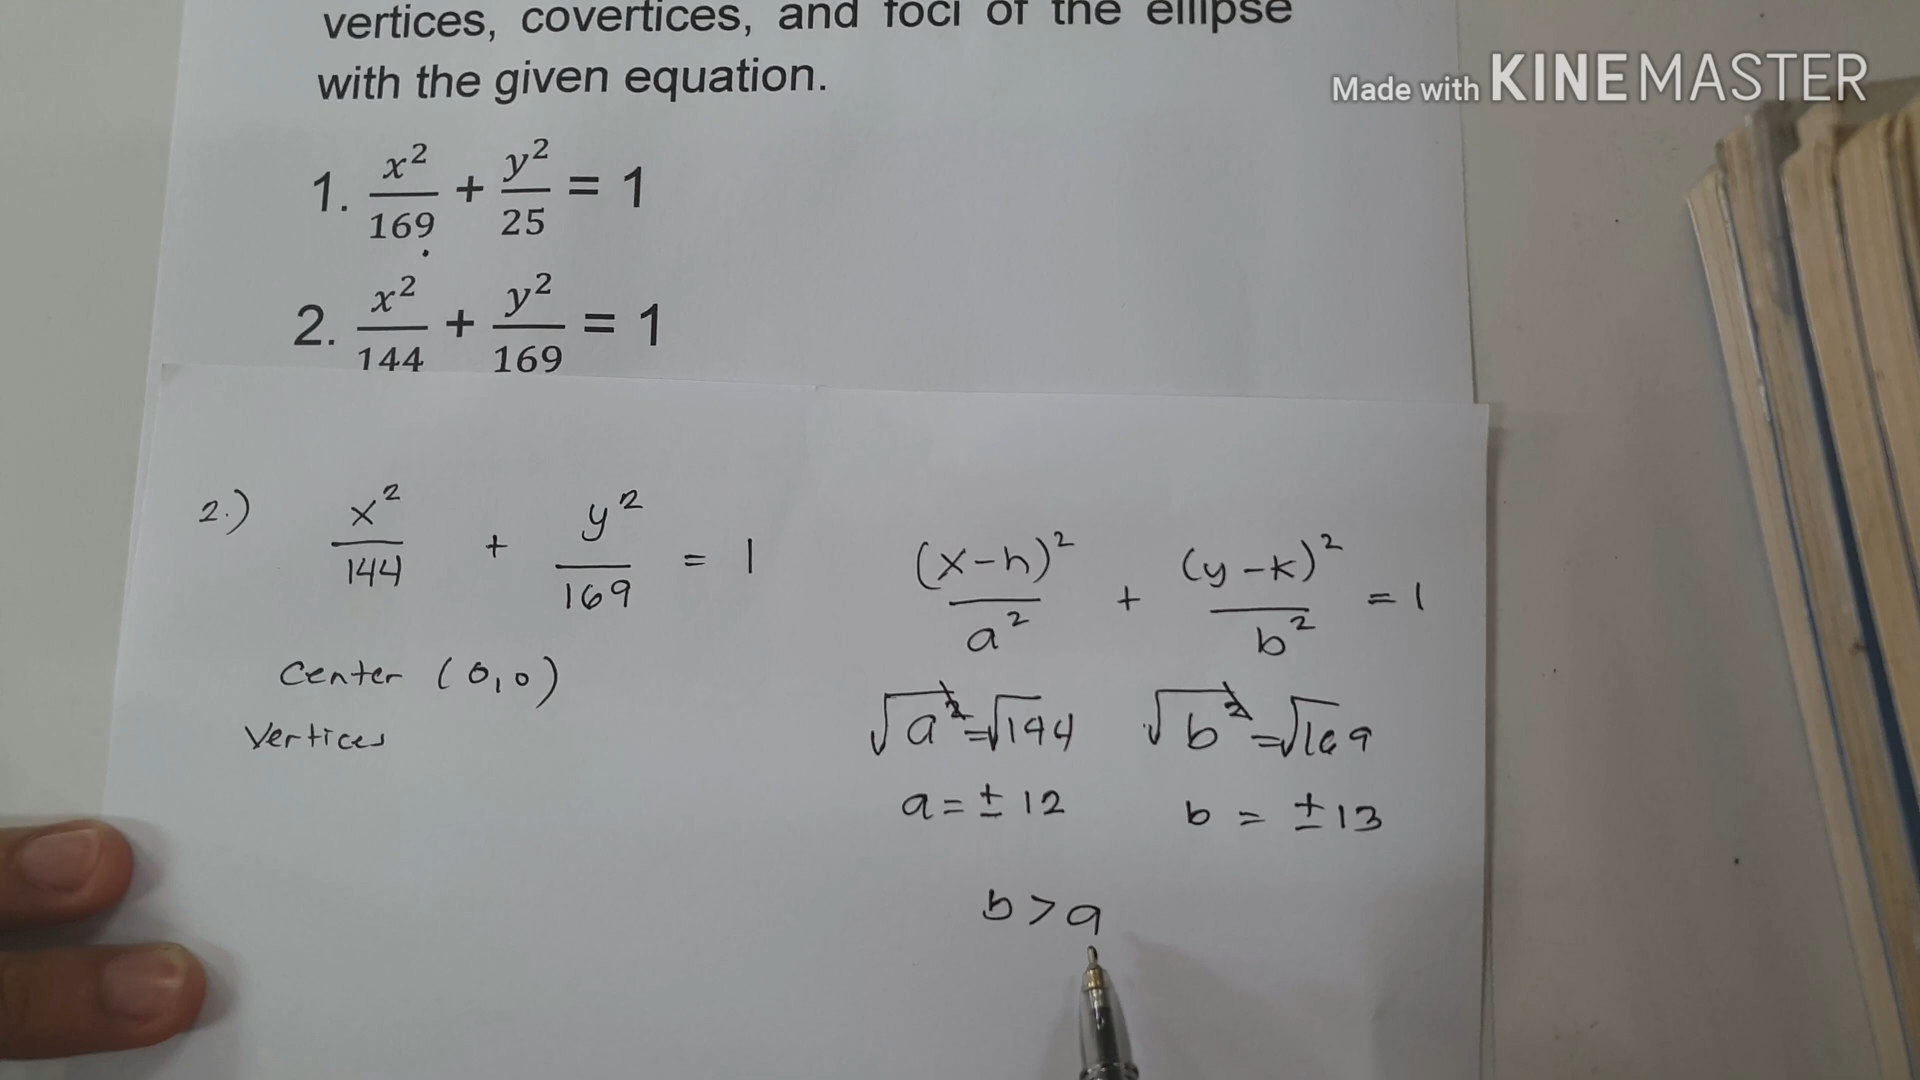 vertices, covertices, and foci of the ellipse
with the given equation.
Made with KINEMASTER
1. x²/169 + y²/25 = 1
2. x²/144 + y²/169 = 1
2.) x²/144 + y²/169 = 1
(x-h)²/a² + (y-k)²/b² = 1
Center (0,0)
Vertices
√a² = √144 √b² = √169
a = ± 12 b = ± 13
b > a